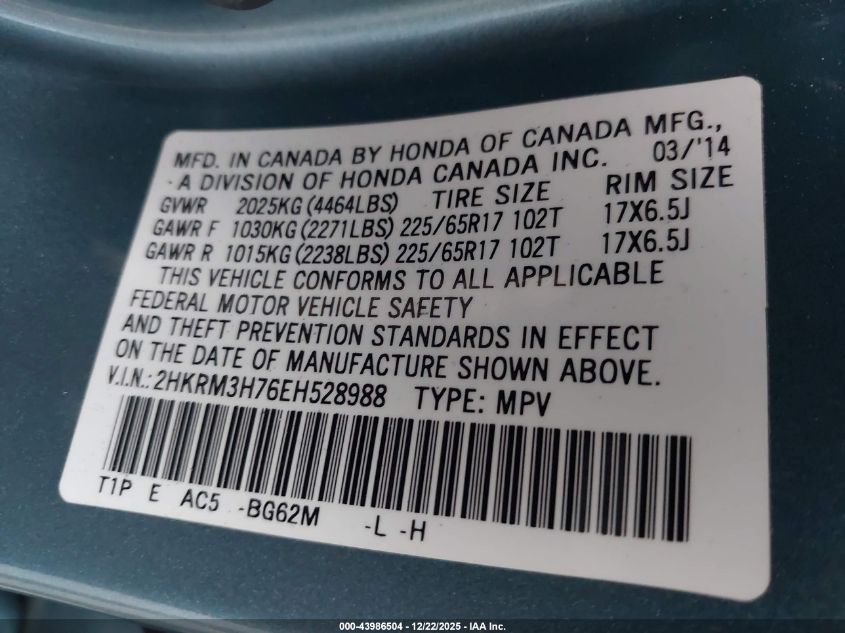 MFD. IN CANADA BY HONDA OF CANADA MFG.,
A DIVISION OF HONDA CANADA INC. 03/'14
GVWR 2025KG (4464LBS) TIRE SIZE RIM SIZE
GAWR F 1030KG (2271LBS) 225/65R17 102T 17X6.5J
GAWR R 1015KG (2238LBS) 225/65R17 102T 17X6.5J
THIS VEHICLE CONFORMS TO ALL APPLICABLE
FEDERAL MOTOR VEHICLE SAFETY
AND THEFT PREVENTION STANDARDS IN EFFECT
ON THE DATE OF MANUFACTURE SHOWN ABOVE.
V.I.N.: 2HKRM3H76EH528988 TYPE: MPV
T1P E AC5 -BG62M -L -H
000-43986504 - 12/22/2025 - IAA Inc.